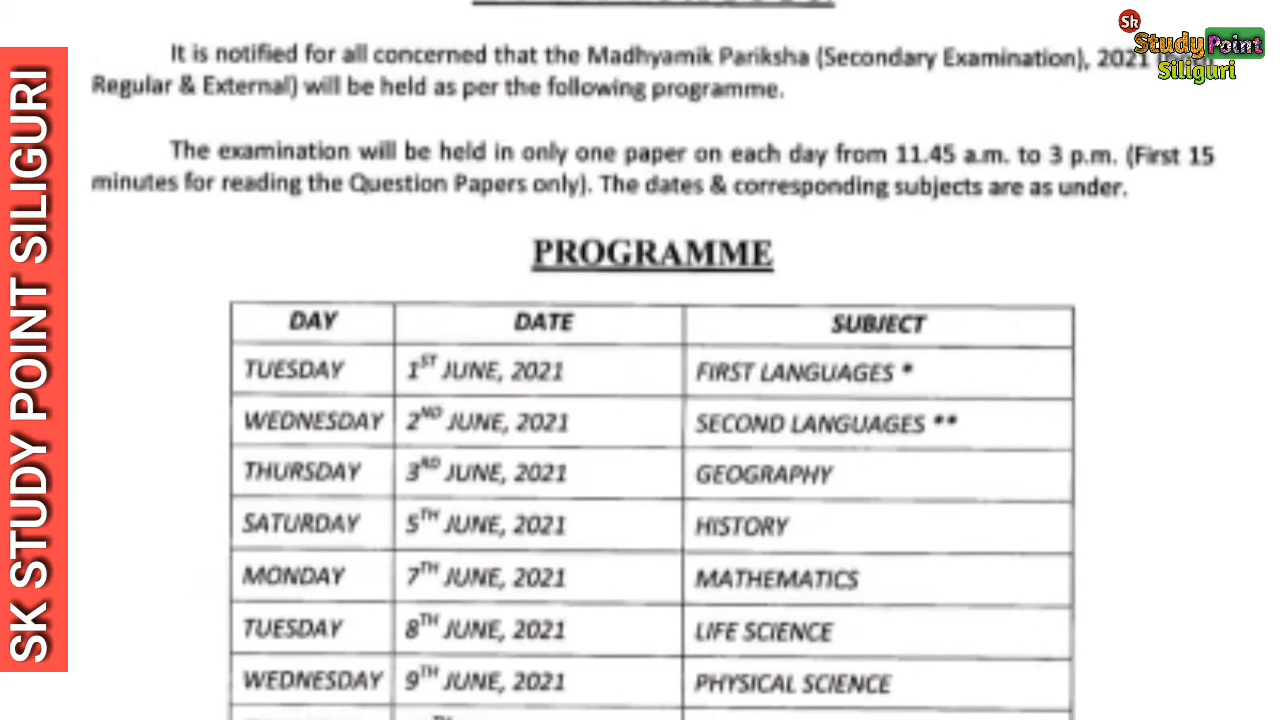 Sk
Study Point
Siliguri
SK STUDY POINT SILIGURI
It is notified for all concerned that the Madhyamik Pariksha (Secondary Examination), 2021
Regular & External) will be held as per the following programme.
The examination will be held in only one paper on each day from 11.45 a.m. to 3 p.m. (First 15
minutes for reading the Question Papers only). The dates & corresponding subjects are as under.
PROGRAMME
DAY DATE SUBJECT
TUESDAY 1ST JUNE, 2021 FIRST LANGUAGES *
WEDNESDAY 2ND JUNE, 2021 SECOND LANGUAGES **
THURSDAY 3RD JUNE, 2021 GEOGRAPHY
SATURDAY 5TH JUNE, 2021 HISTORY
MONDAY 7TH JUNE, 2021 MATHEMATICS
TUESDAY 8TH JUNE, 2021 LIFE SCIENCE
WEDNESDAY 9TH JUNE, 2021 PHYSICAL SCIENCE